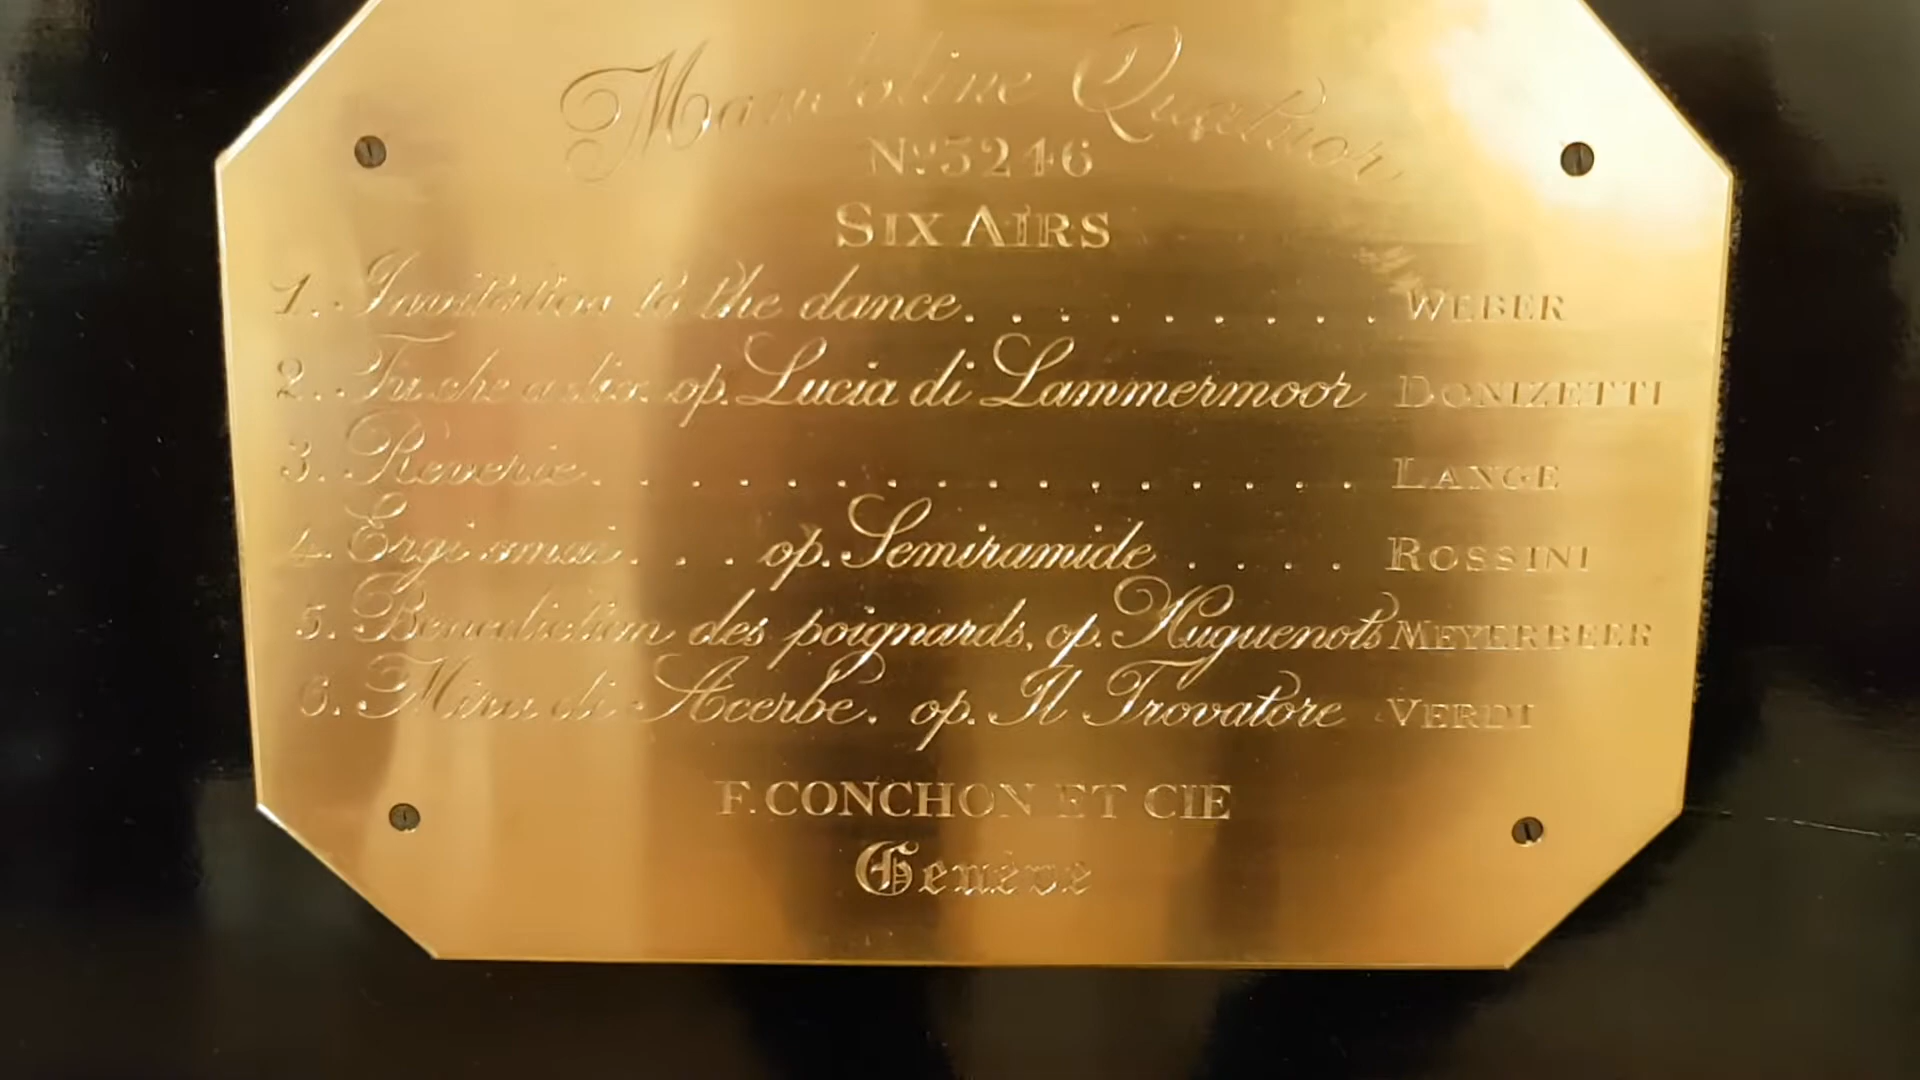 Mandoline Quatuor
No. 5246
SIX AIRS
1. Invitation to the dance. . . . . . . . . . . WEBER
2. Tu che a dio. op. Lucia di Lammermoor DONIZETTI
3. Reverie. . . . . . . . . . . . . . . . . . LANGE
4. Ergi omai . . . op. Semiramide . . . . ROSSINI
5. Benediction des poignards, op. Huguenots MEYERBEER
6. Mira di Acerbe. op. Il Trovatore VERDI
F. CONCHON ET CIE
Genève